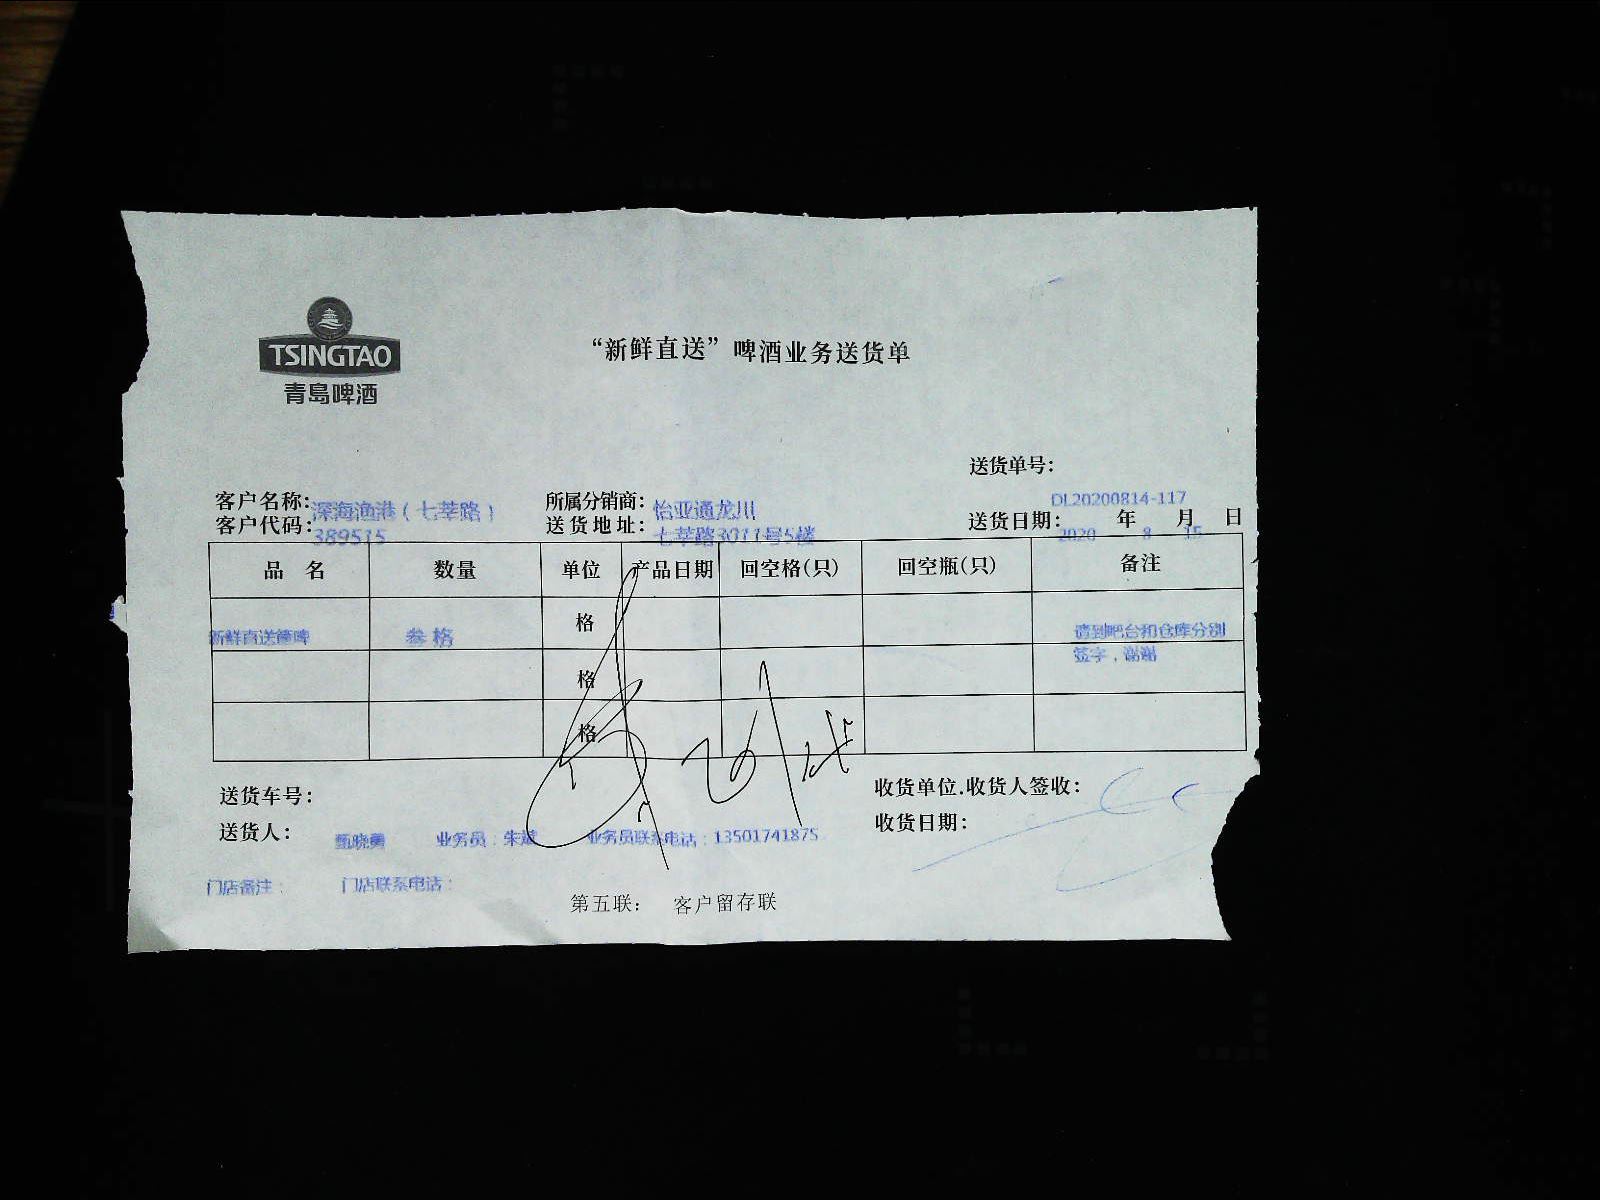 TSINGTAO
青島啤酒
“新鲜直送”啤酒业务送货单
送货单号：
DL20200814-117
客户名称：深海渔港（七莘路） 所属分销商：怡亚通龙川
客户代码：389515 送货地址：七莘路3011号5楼 送货日期： 2020年 8月 15日
品名 数量 单位 产品日期 回空格(只) 回空瓶(只) 备注
新鲜直送筒啤 叁格 格 请到吧台和仓库分别
签字，谢谢
格
格
送货车号： 收货单位.收货人签收：
送货人： 甄晓勇 业务员：朱斌 业务员联系电话：13501741875 收货日期：
门店备注： 门店联系电话：
第五联： 客户留存联